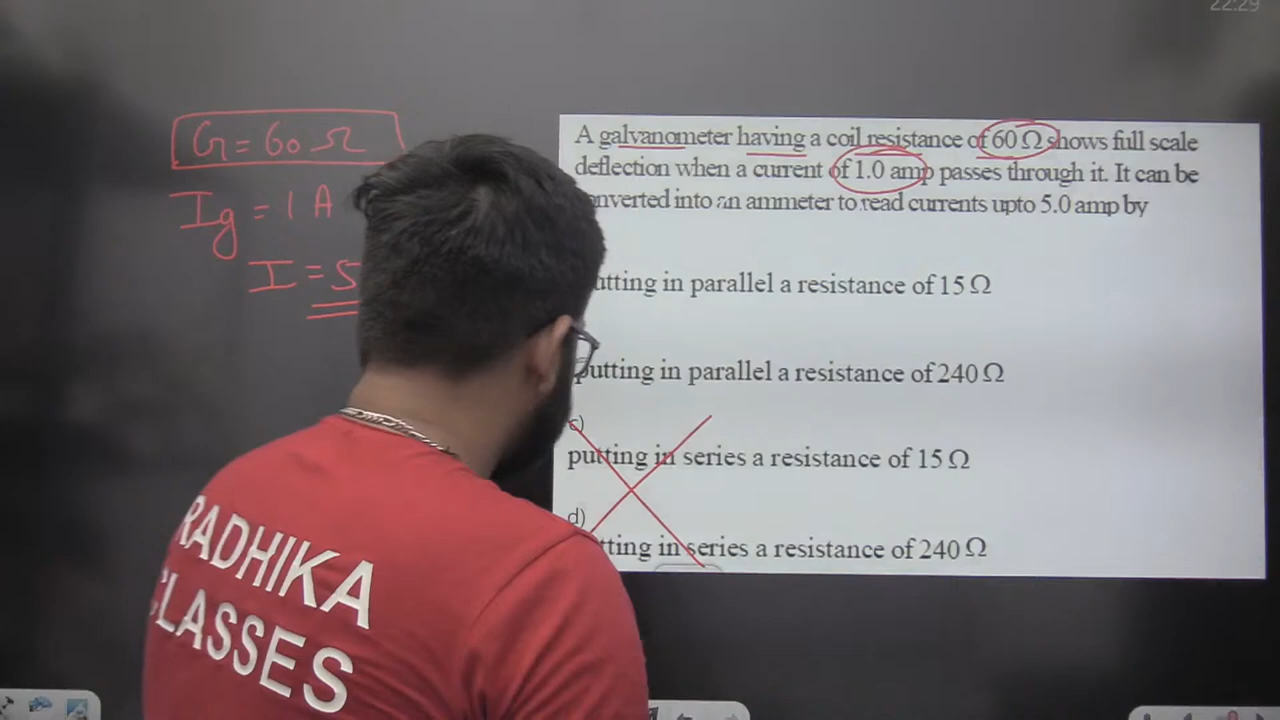 22:29
G = 60 Ω
Ig = 1 A
I = 5
A galvanometer having a coil resistance of 60 Ω shows full scale
deflection when a current of 1.0 amp passes through it. It can be
nverted into an ammeter to read currents upto 5.0 amp by
utting in parallel a resistance of 15 Ω
putting in parallel a resistance of 240 Ω
c)
putting in series a resistance of 15 Ω
d)
tting in series a resistance of 240 Ω
RADHIKA
CLASSES